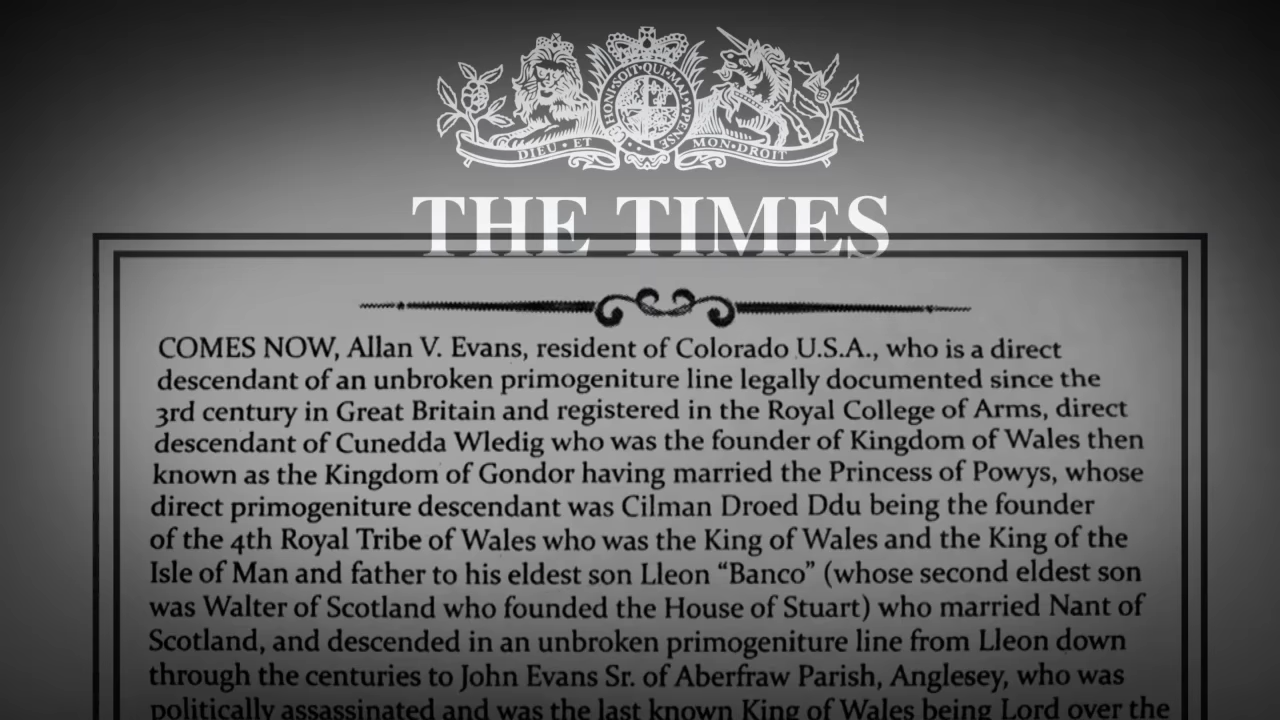 HONI·SOIT·QUI·MAL·Y·PENSE
DIEU · ET MON·DROIT
THE TIMES
COMES NOW, Allan V. Evans, resident of Colorado U.S.A., who is a direct
descendant of an unbroken primogeniture line legally documented since the
3rd century in Great Britain and registered in the Royal College of Arms, direct
descendant of Cunedda Wledig who was the founder of Kingdom of Wales then
known as the Kingdom of Gondor having married the Princess of Powys, whose
direct primogeniture descendant was Cilman Droed Ddu being the founder
of the 4th Royal Tribe of Wales who was the King of Wales and the King of the
Isle of Man and father to his eldest son Lleon “Banco” (whose second eldest son
was Walter of Scotland who founded the House of Stuart) who married Nant of
Scotland, and descended in an unbroken primogeniture line from Lleon down
through the centuries to John Evans Sr. of Aberfraw Parish, Anglesey, who was
politically assassinated and was the last known King of Wales being Lord over the